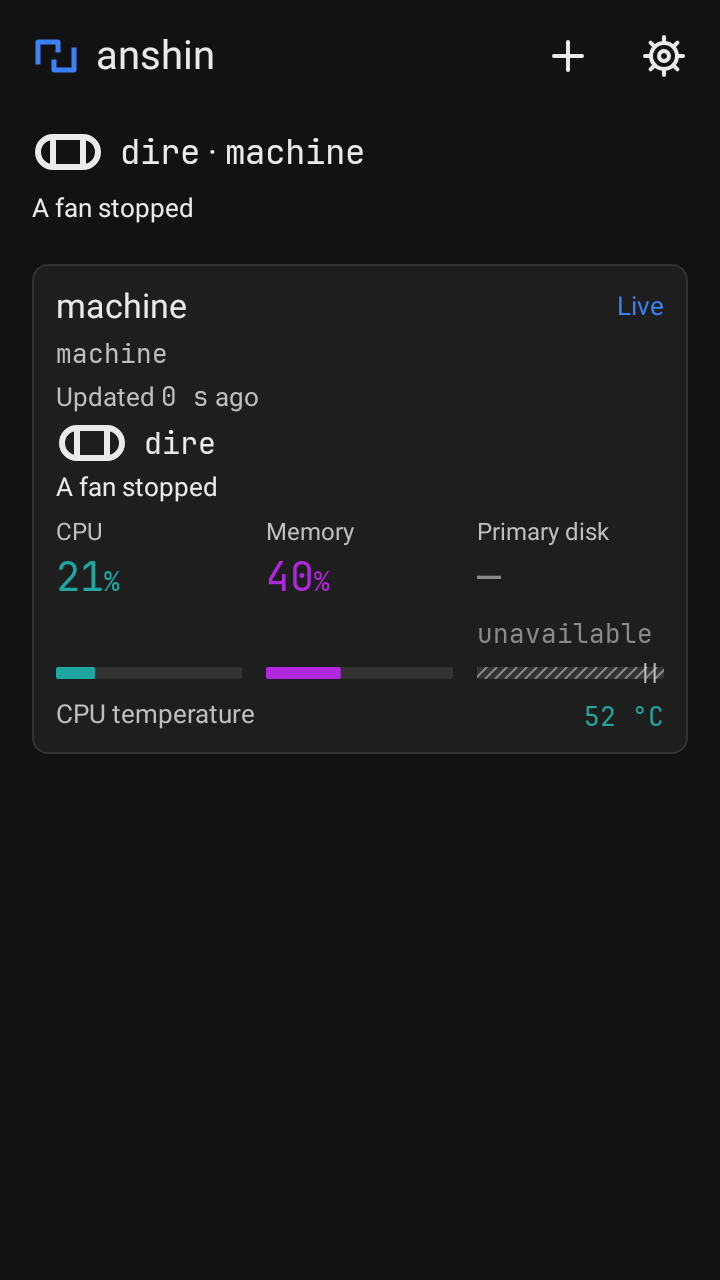 anshin
dire · machine
A fan stopped
machine
Live
machine
Updated 0 s ago
dire
A fan stopped
CPU
Memory
Primary disk
21%
40%
—
unavailable
CPU temperature
52 °C